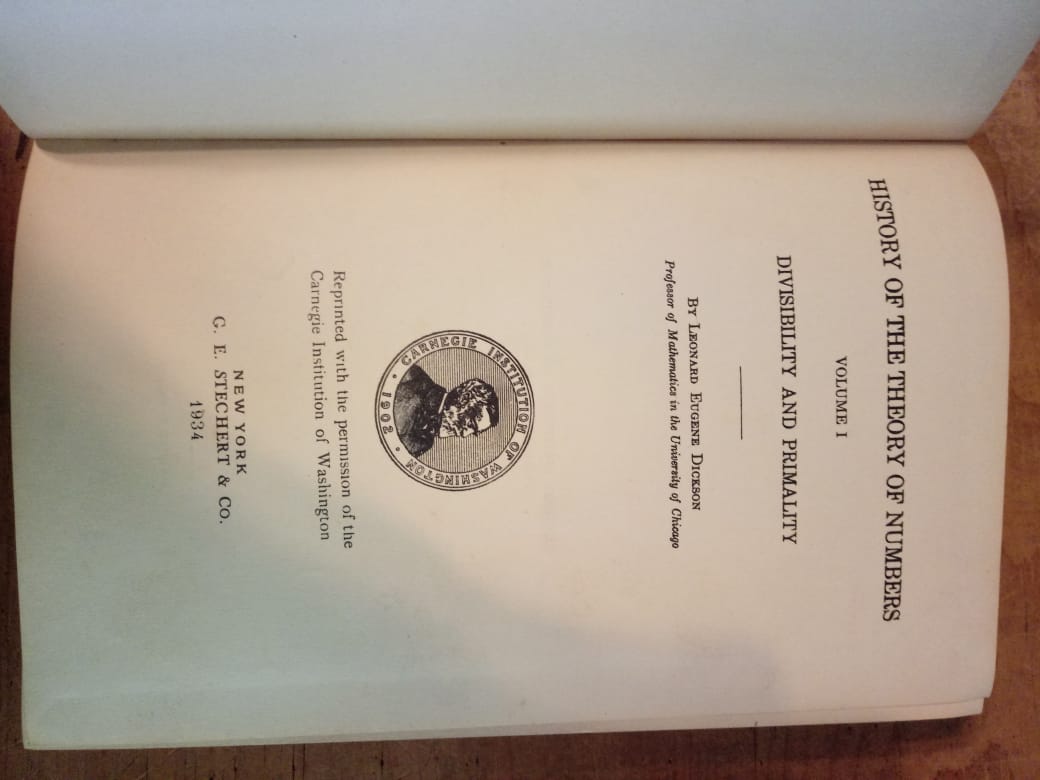 HISTORY OF THE THEORY OF NUMBERS
VOLUME I
DIVISIBILITY AND PRIMALITY
BY LEONARD EUGENE DICKSON
Professor of Mathematics in the University of Chicago
CARNEGIE INSTITUTION OF WASHINGTON
• 1902 •
Reprinted with the permission of the
Carnegie Institution of Washington
NEW YORK
G. E. STECHERT & CO.
1934